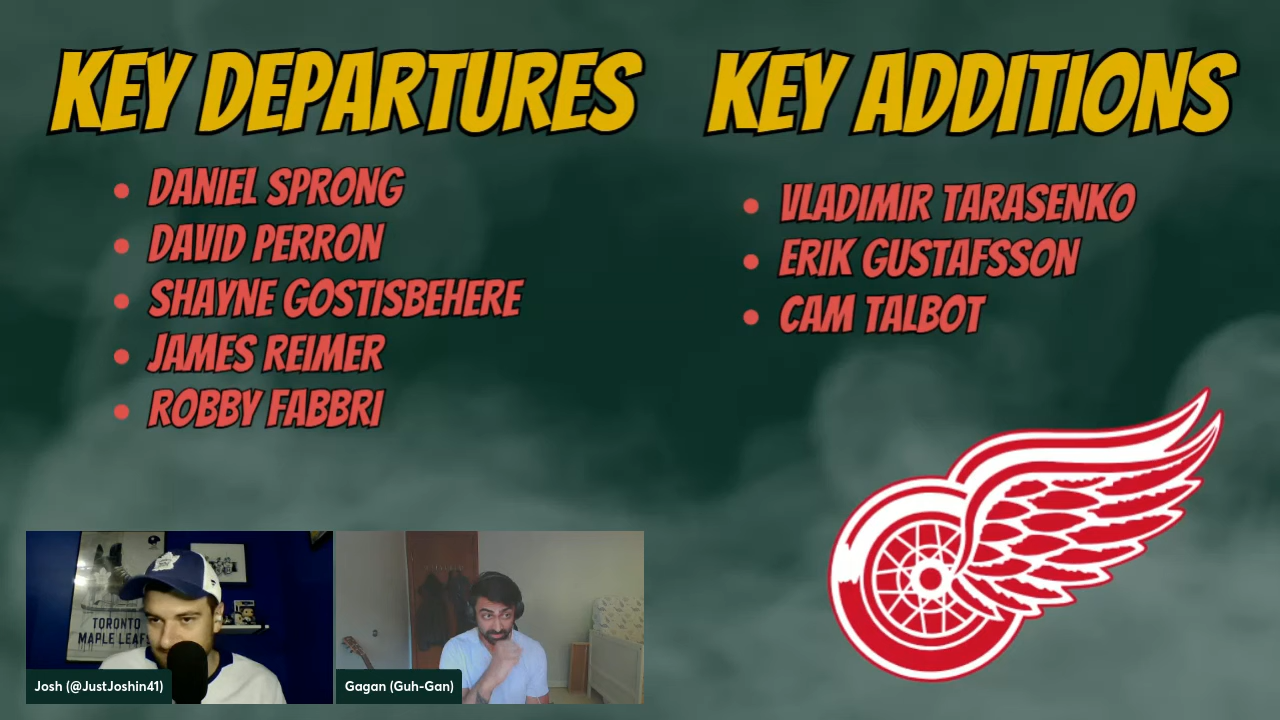 KEY DEPARTURES
DANIEL SPRONG
DAVID PERRON
SHAYNE GOSTISBEHERE
JAMES REIMER
ROBBY FABBRI
KEY ADDITIONS
VLADIMIR TARASENKO
ERIK GUSTAFSSON
CAM TALBOT
TORONTO
MAPLE LEAFS
Josh (@JustJoshin41)
Gagan (Guh-Gan)